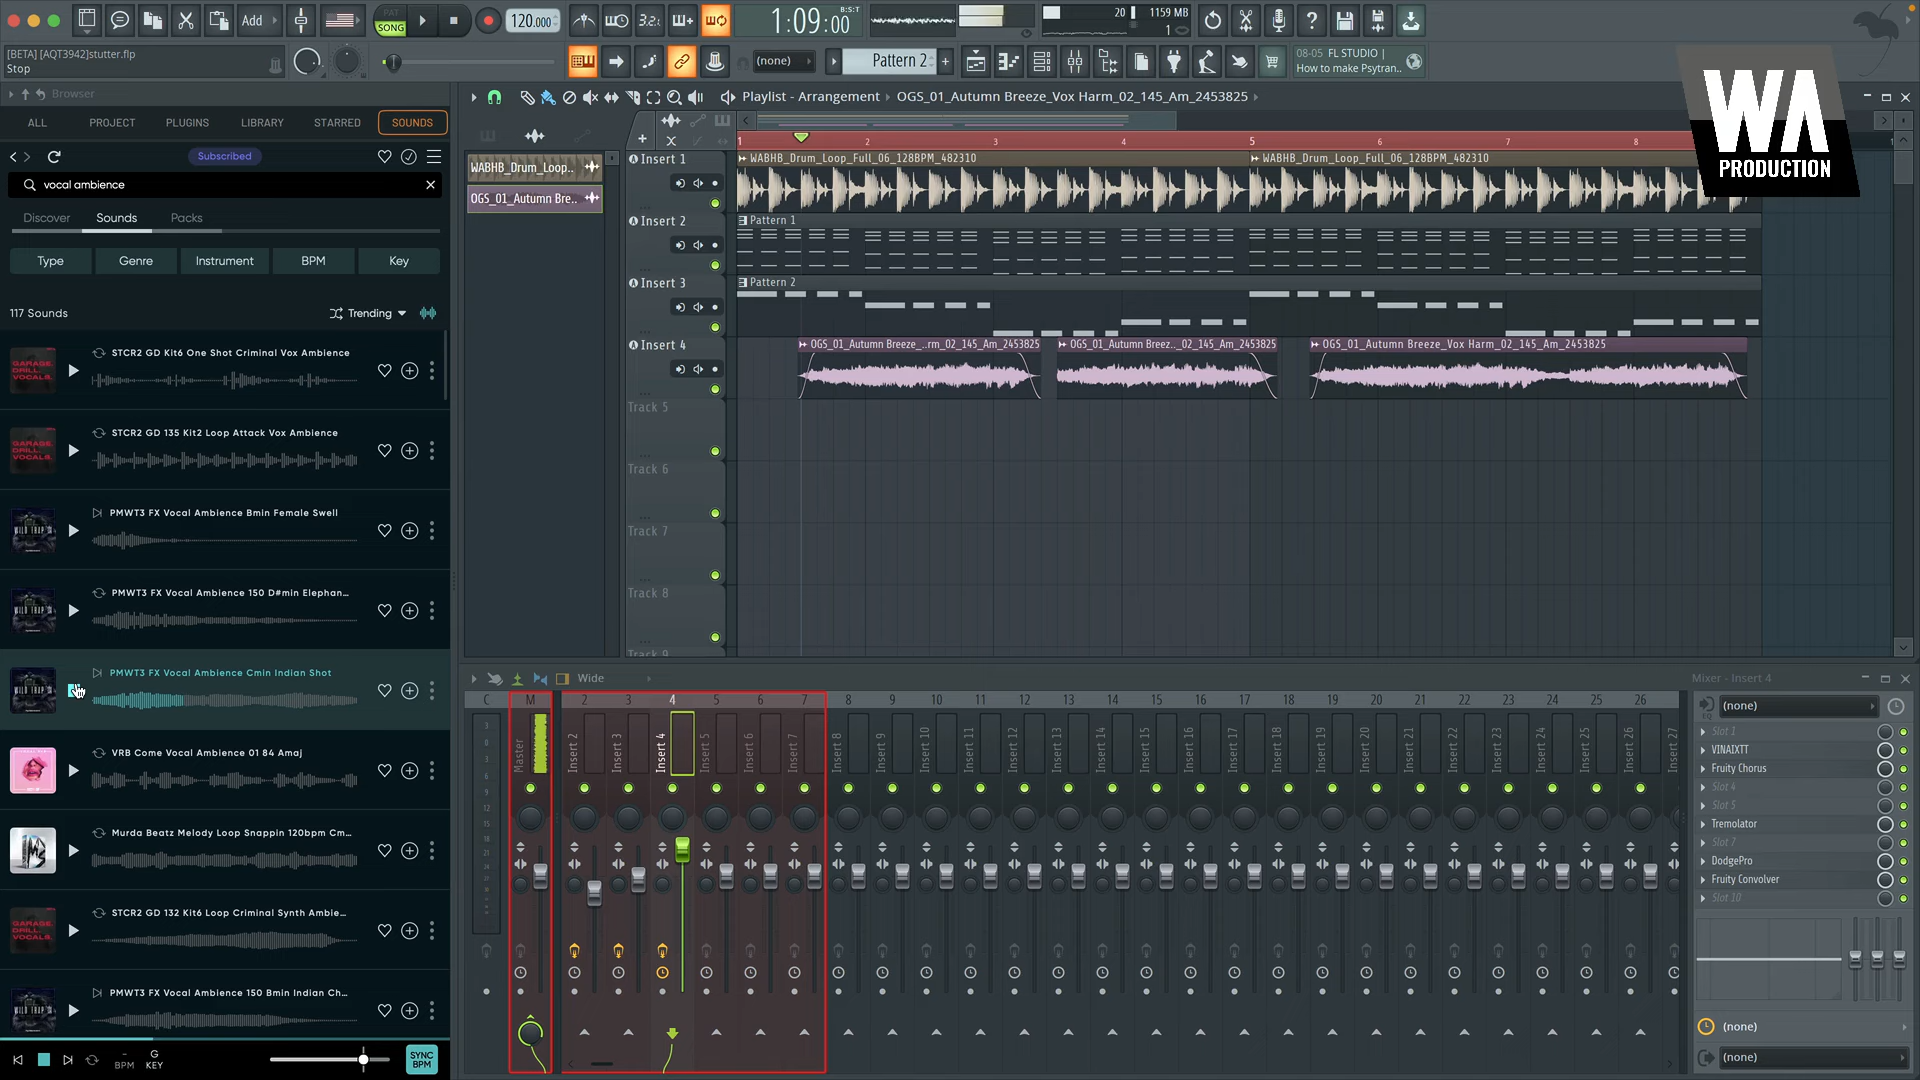 Add
PAT
SONG
120.000
3.2:
1:09:00
B:S:T
20
1159 MB
1
[BETA] [AQT3942]stutter.flp
Stop
(none)
Pattern 2
08-05 FL STUDIO |
How to make Psytran..
WA
PRODUCTION
Browser
ALL
PROJECT
PLUGINS
LIBRARY
STARRED
SOUNDS
Subscribed
vocal ambience
Discover
Sounds
Packs
Type
Genre
Instrument
BPM
Key
117 Sounds
Trending
STCR2 GD Kit6 One Shot Criminal Vox Ambience
STCR2 GD 135 Kit2 Loop Attack Vox Ambience
PMWT3 FX Vocal Ambience Bmin Female Swell
PMWT3 FX Vocal Ambience 150 D#min Elephan...
PMWT3 FX Vocal Ambience Cmin Indian Shot
VRB Come Vocal Ambience 01 84 Amaj
Murda Beatz Melody Loop Snappin 120bpm Cm...
STCR2 GD 132 Kit6 Loop Criminal Synth Ambie...
PMWT3 FX Vocal Ambience 150 Bmin Indian Ch...
GARAGE DRILL VOCALS
WILD TRAP
-
BPM
G
KEY
SYNC
BPM
Playlist - Arrangement
OGS_01_Autumn Breeze_Vox Harm_02_145_Am_2453825
WABHB_Drum_Loop..
OGS_01_Autumn Bre..
1 2 3 4 5 6 7 8
Insert 1
WABHB_Drum_Loop_Full_06_128BPM_482310
WABHB_Drum_Loop_Full_06_128BPM_482310
Insert 2
Pattern 1
Insert 3
Pattern 2
Insert 4
OGS_01_Autumn Breeze_..rm_02_145_Am_2453825
OGS_01_Autumn Breez.._02_145_Am_2453825
OGS_01_Autumn Breeze_Vox Harm_02_145_Am_2453825
Track 5
Track 6
Track 7
Track 8
Track 9
Wide
C M 2 3 4 5 6 7 8 9 10 11 12 13 14 15 16 17 18 19 20 21 22 23 24 25 26
Master
Insert 2
Insert 3
Insert 4
Insert 5
Insert 6
Insert 7
Insert 8
Insert 9
Insert 10
Insert 11
Insert 12
Insert 13
Insert 14
Insert 15
Insert 16
Insert 17
Insert 18
Insert 19
Insert 20
Insert 21
Insert 22
Insert 23
Insert 24
Insert 25
Insert 26
Insert 27
Mixer - Insert 4
(none)
Slot 1
VINAIXTT
Fruity Chorus
Slot 4
Slot 5
Tremolator
Slot 7
DodgePro
Fruity Convolver
Slot 10
(none)
(none)